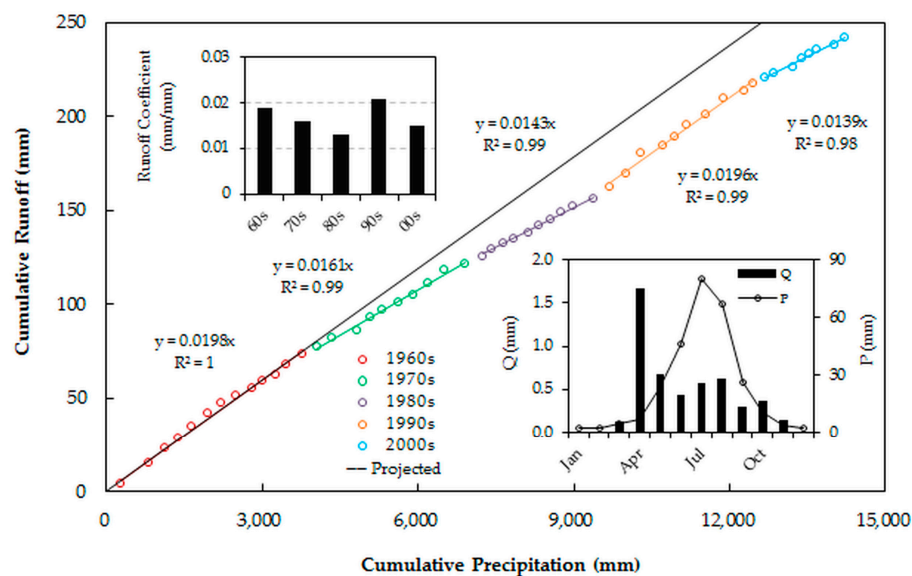 250
200
150
100
50
0
Cumulative Runoff (mm)
0
3,000
6,000
9,000
12,000
15,000
Cumulative Precipitation (mm)
Runoff Coefficient
(mm/mm)
0.03
0.02
0.01
0
60s
70s
80s
90s
00s
y = 0.0143x
R² = 0.99
y = 0.0139x
R² = 0.98
y = 0.0196x
R² = 0.99
y = 0.0161x
R² = 0.99
y = 0.0198x
R² = 1
1960s
1970s
1980s
1990s
2000s
Projected
Q (mm)
2.0
1.5
1.0
0.5
0.0
Q
P
90
60
30
0
P (mm)
Jan
Apr
Jul
Oct